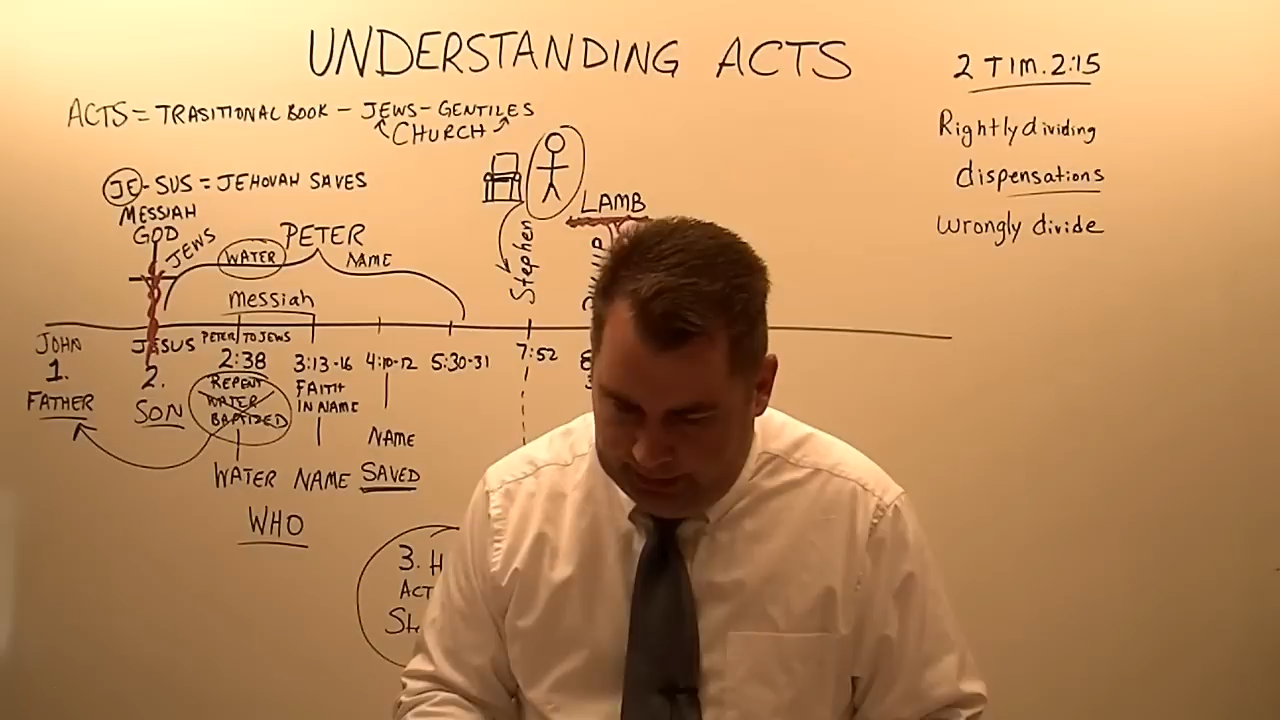 UNDERSTANDING ACTS
2 TIM. 2:15
ACTS = TRASITIONAL BOOK - JEWS - GENTILES
CHURCH
Rightly dividing
dispensations
wrongly divide
JE-SUS = JEHOVAH SAVES
MESSIAH
GOD
JEWS
PETER
WATER
NAME
messiah
Stephen
LAMB
JOHN
JESUS
PETER TO JEWS
1.
2.
2:38
3:13-16
4:10-12
5:30-31
7:52
FATHER
SON
REPENT
WATER
BAPTIZED
FAITH
IN NAME
NAME
WATER NAME SAVED
WHO
3. H
ACT